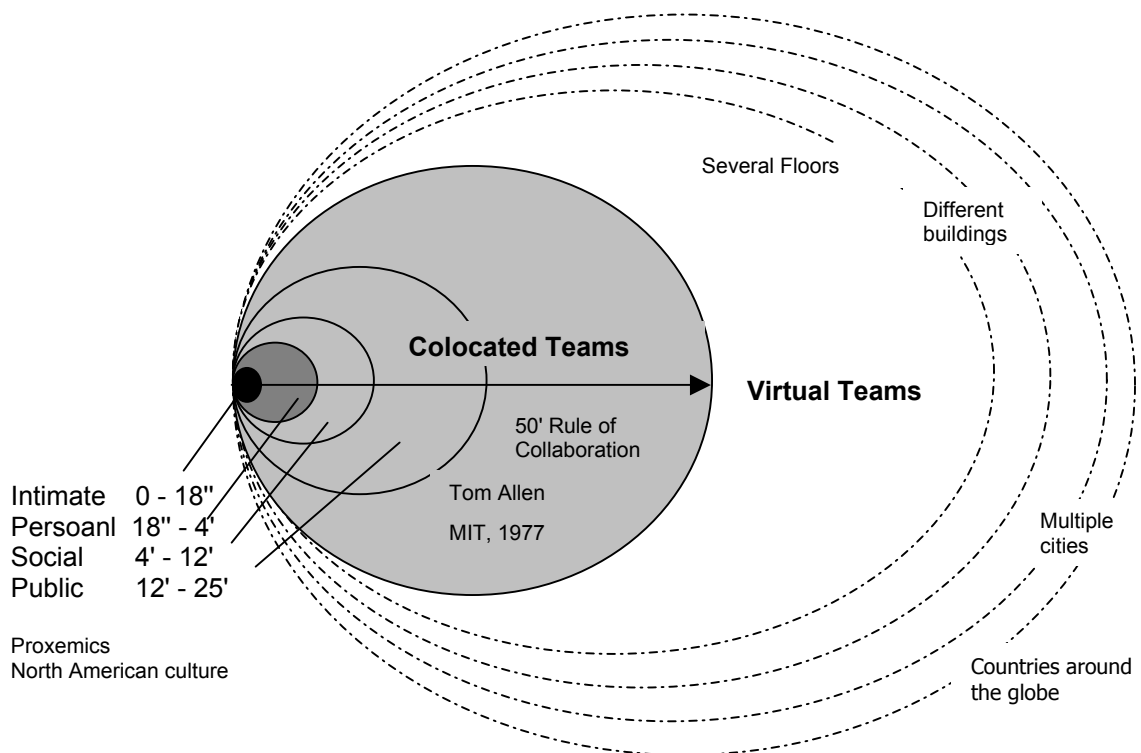 Several Floors
Different
buildings
Colocated Teams
Virtual Teams
50' Rule of
Collaboration
Tom Allen
MIT, 1977
Intimate 0 - 18"
Persoanl 18" - 4'
Social 4' - 12'
Public 12' - 25'
Proxemics
North American culture
Multiple
cities
Countries around
the globe